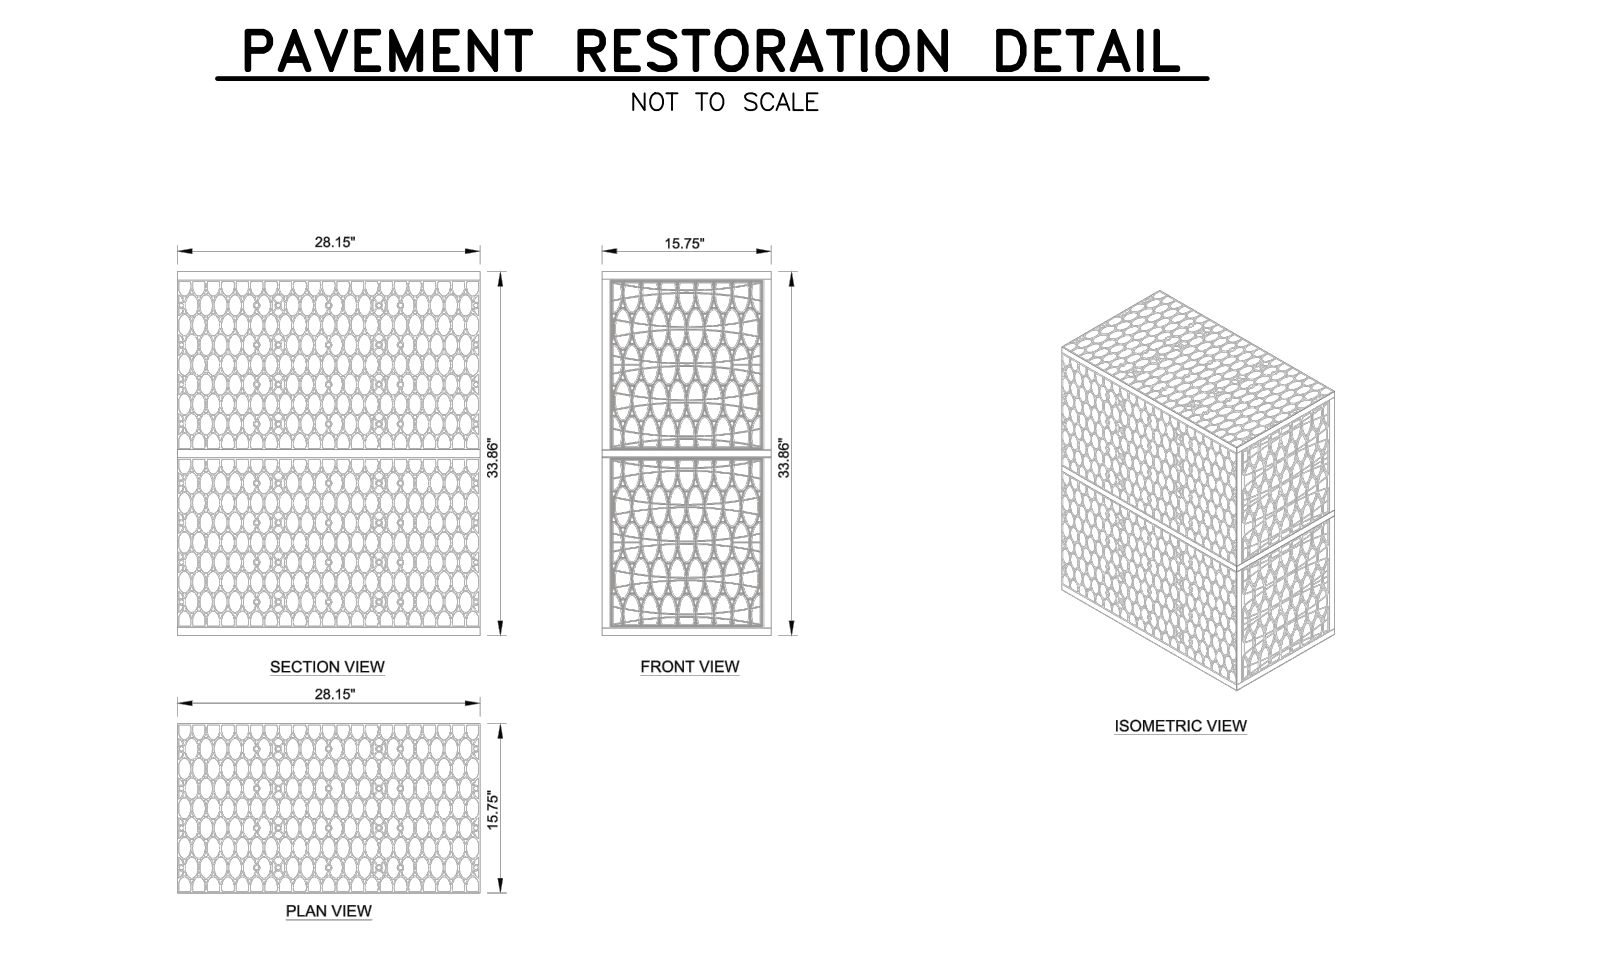 PAVEMENT RESTORATION DETAIL
NOT TO SCALE
28.15"
15.75"
33.86"
33.86"
SECTION VIEW
FRONT VIEW
28.15"
ISOMETRIC VIEW
15.75"
PLAN VIEW